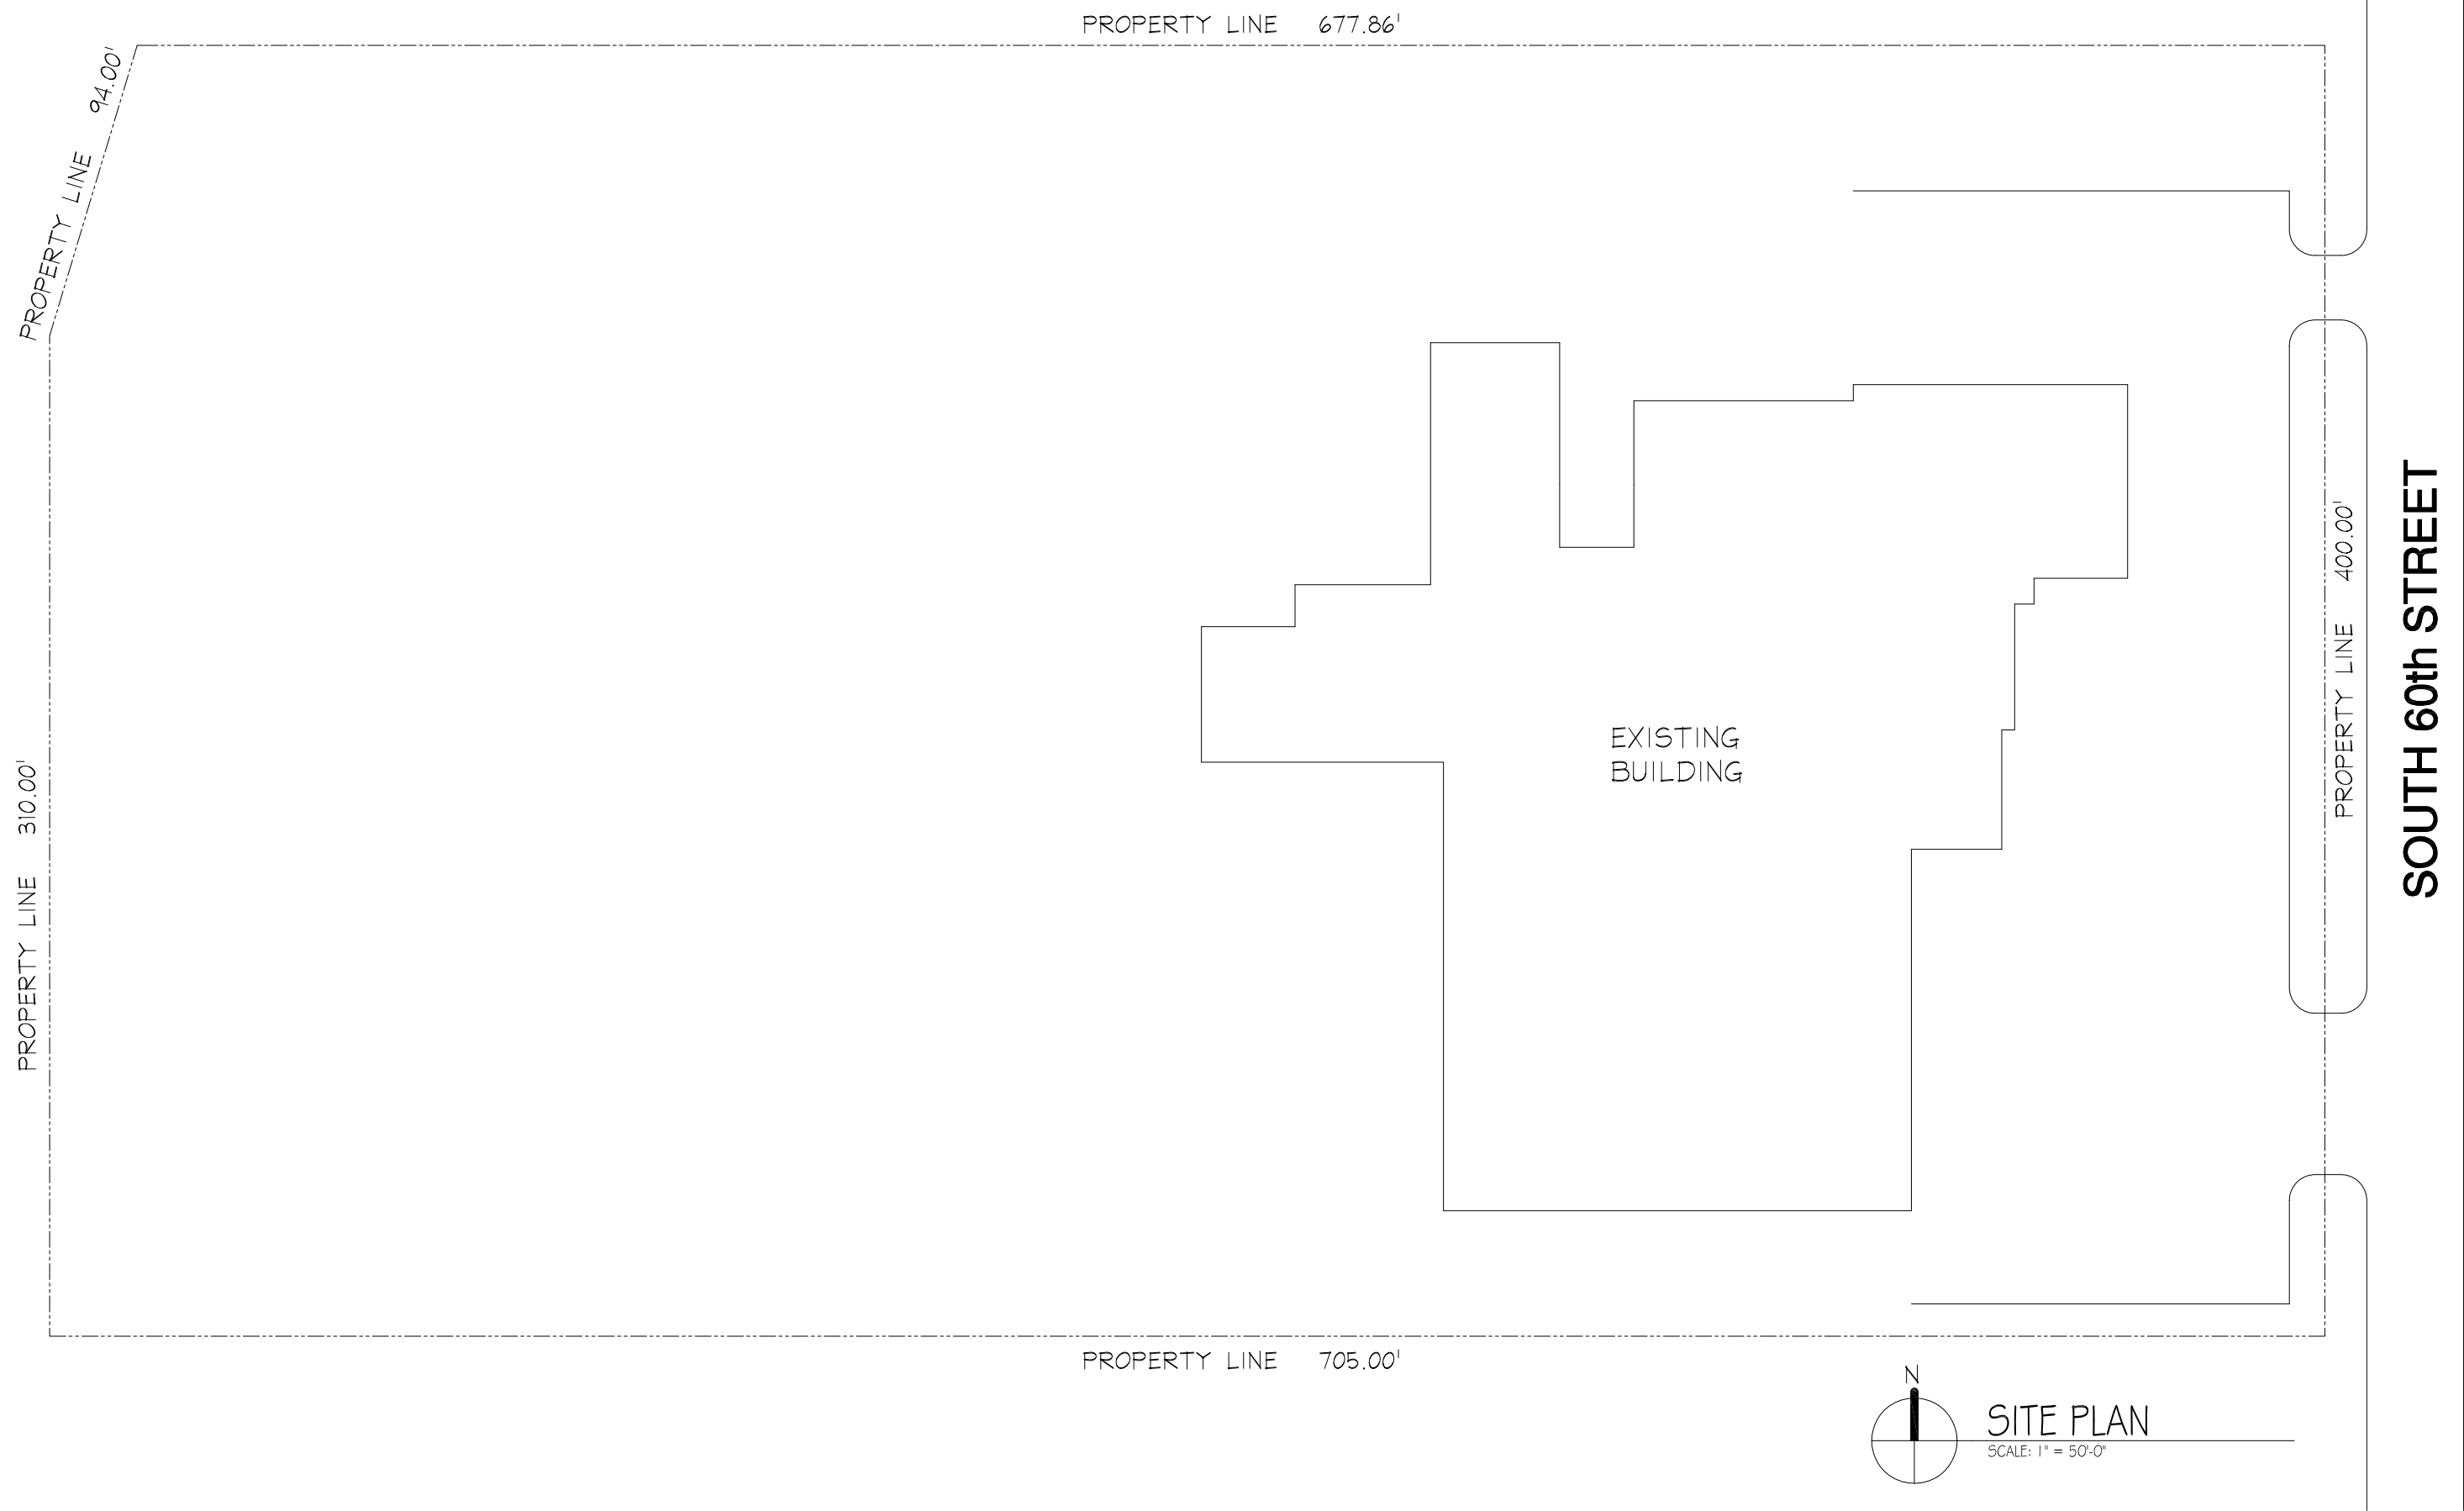 PROPERTY LINE 677.86'
PROPERTY LINE 94.00'
PROPERTY LINE 310.00'
EXISTING
BUILDING
PROPERTY LINE 400.00'
SOUTH 60th STREET
PROPERTY LINE 705.00'
N
SITE PLAN
SCALE: 1" = 50'-0"